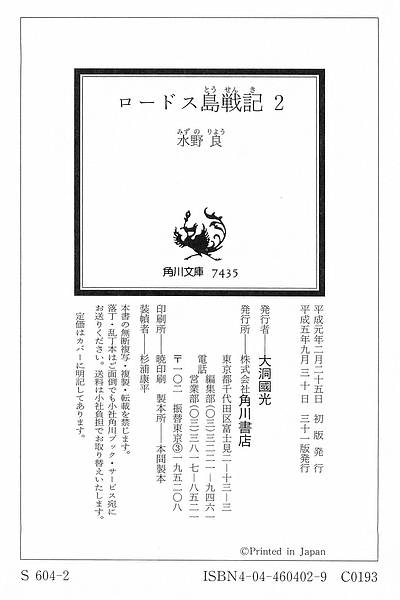 ロードス島戦記 2
とう せん き
水野 良
みずの りょう
角川文庫 7435
平成元年二月二十五日 初版発行
平成五年九月三十日 三十一版発行
発行者──大洞國光
発行所──株式会社角川書店
東京都千代田区富士見二─十三─三
編集部(〇三)三二二一─九四六一
電話
営業部(〇三)三八一七─八五二一
〒一〇二 振替東京③一九五二〇八
印刷所──暁印刷 製本所──本間製本
装幀者──杉浦康平
本書の無断複写・複製・転載を禁じます。
落丁・乱丁本はご面倒でも小社角川ブック・サービス宛に
お送りください。送料は小社負担でお取り替えいたします。
定価はカバーに明記してあります。
©Printed in Japan
S 604-2
ISBN4-04-460402-9 C0193